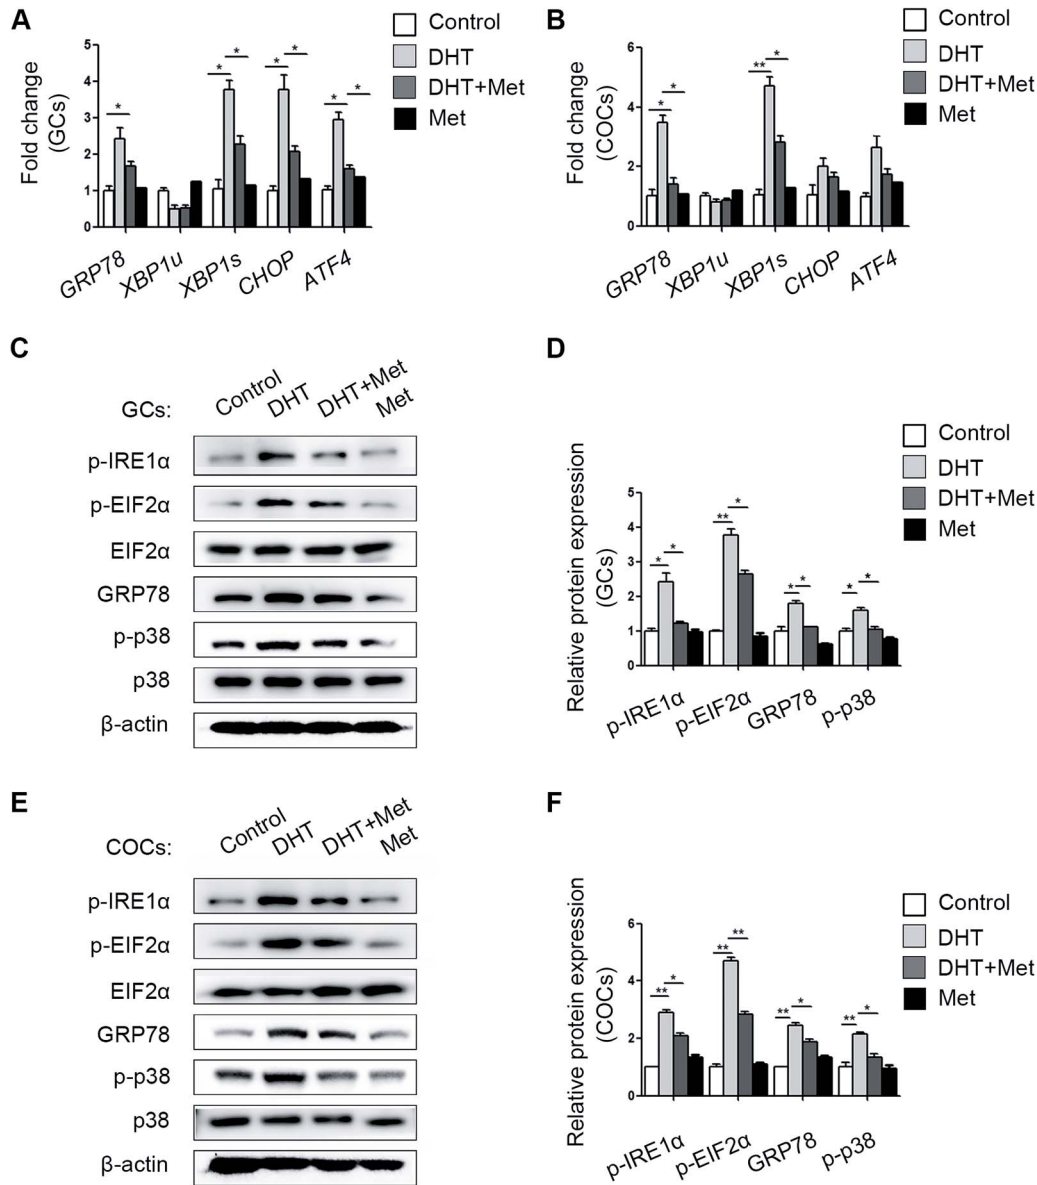 A
Control
DHT
DHT+Met
Met
Fold change
(GCs)
5
4
3
2
1
0
* * * * * * *
GRP78 XBP1u XBP1s CHOP ATF4
B
Control
DHT
DHT+Met
Met
Fold change
(COCs)
6
4
2
0
* * ** *
GRP78 XBP1u XBP1s CHOP ATF4
C
GCs: Control DHT DHT+Met Met
p-IRE1α
p-EIF2α
EIF2α
GRP78
p-p38
p38
β-actin
D
Control
DHT
DHT+Met
Met
Relative protein expression
(GCs)
5
4
3
2
1
0
* * ** * * * * *
p-IRE1α p-EIF2α GRP78 p-p38
E
COCs: Control DHT DHT+Met Met
p-IRE1α
p-EIF2α
EIF2α
GRP78
p-p38
p38
β-actin
F
Control
DHT
DHT+Met
Met
Relative protein expression
(COCs)
6
4
2
0
** * ** ** ** * ** *
p-IRE1α p-EIF2α GRP78 p-p38